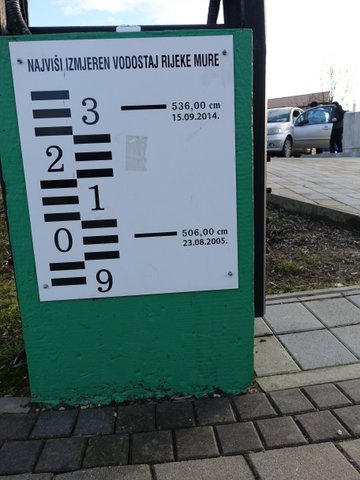 NAJVIŠI IZMJEREN VODOSTAJ RIJEKE MURE
3
536,00 cm
15.09.2014.
2
1
0
506,00 cm
23.08.2005.
9